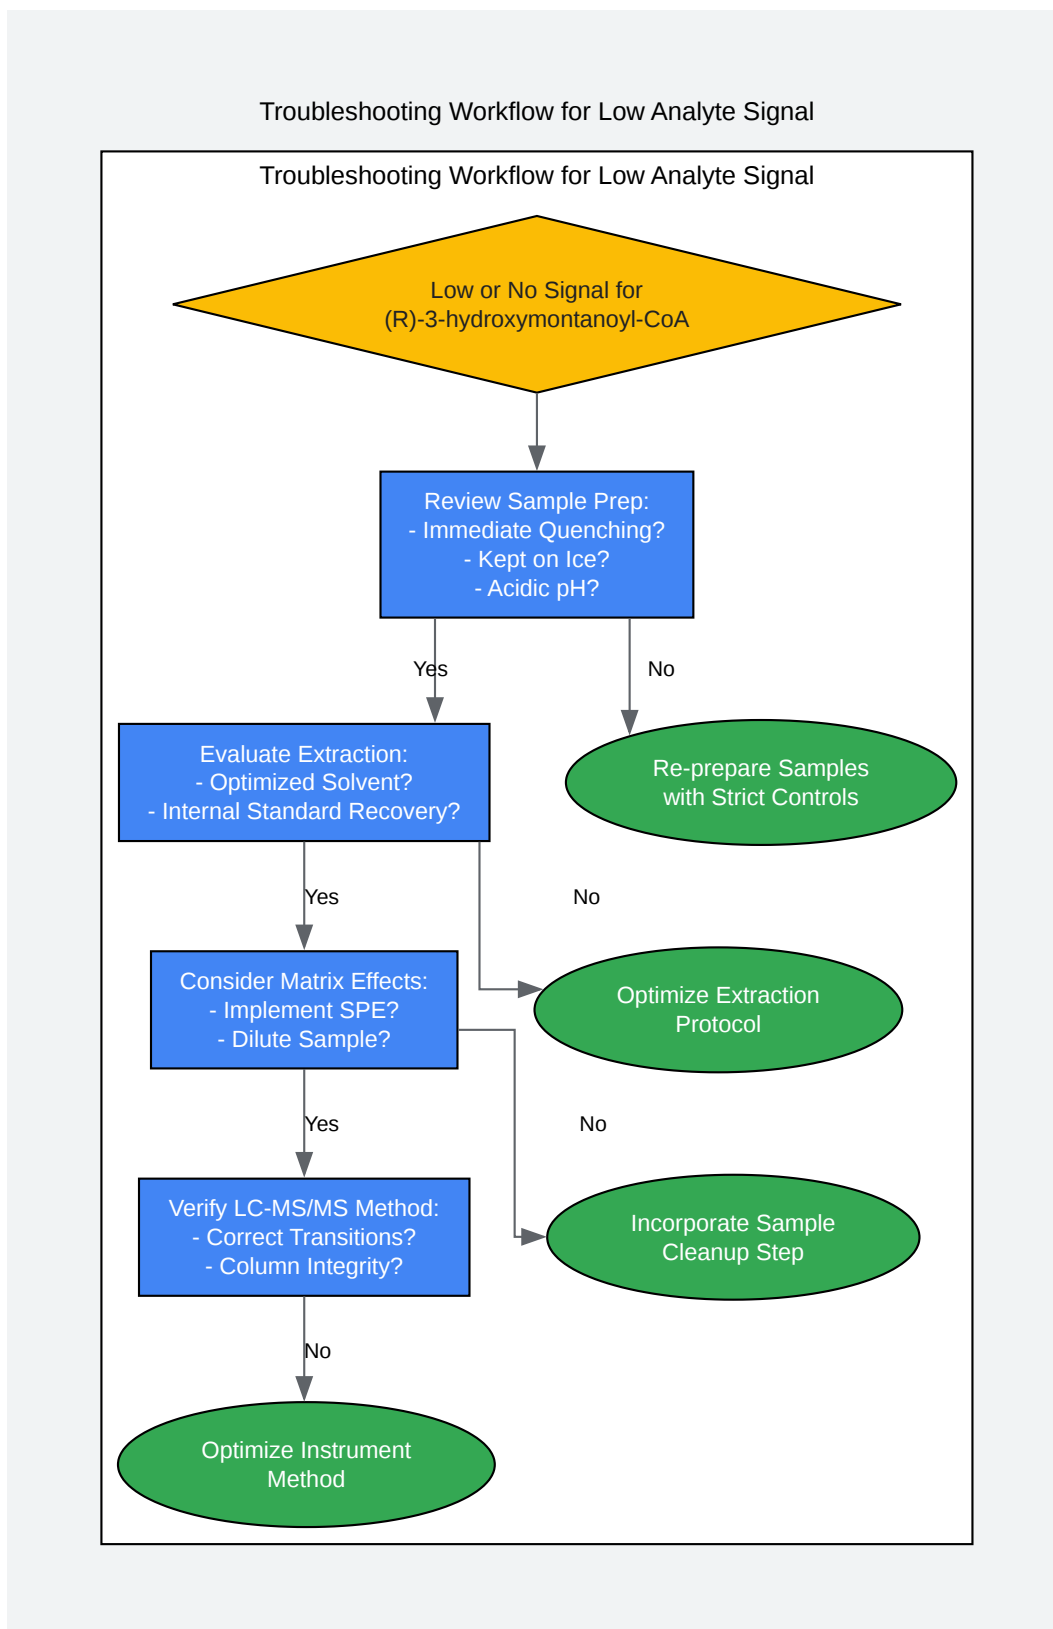 Troubleshooting Workflow for Low Analyte Signal
Troubleshooting Workflow for Low Analyte Signal
Low or No Signal for
(R)-3-hydroxymontanoyl-CoA
Review Sample Prep:
- Immediate Quenching?
- Kept on Ice?
- Acidic pH?
Yes
No
Evaluate Extraction:
- Optimized Solvent?
- Internal Standard Recovery?
Re-prepare Samples
with Strict Controls
Yes
No
Consider Matrix Effects:
- Implement SPE?
- Dilute Sample?
Optimize Extraction
Protocol
Yes
No
Verify LC-MS/MS Method:
- Correct Transitions?
- Column Integrity?
Incorporate Sample
Cleanup Step
No
Optimize Instrument
Method